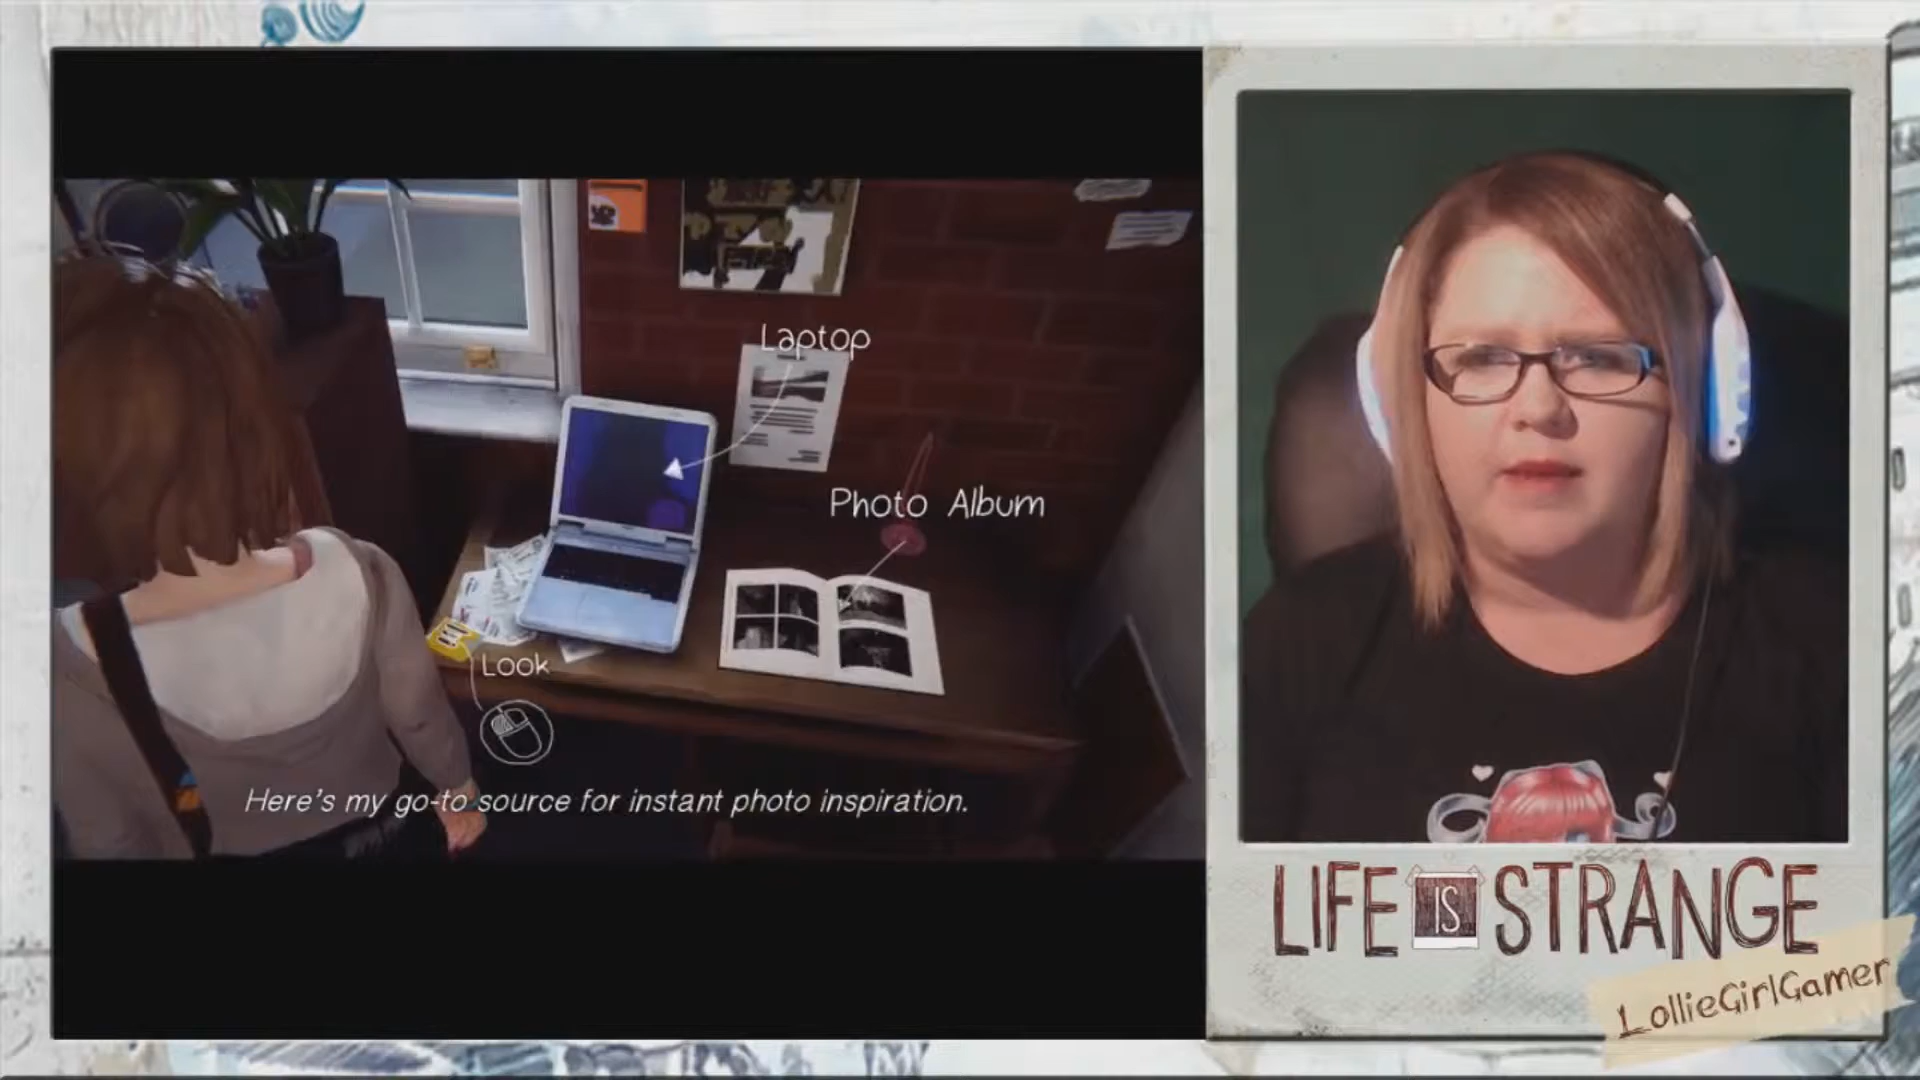 Laptop
Photo Album
Look
Here's my go-to source for instant photo inspiration.
LIFE IS STRANGE
LollieGirlGamer